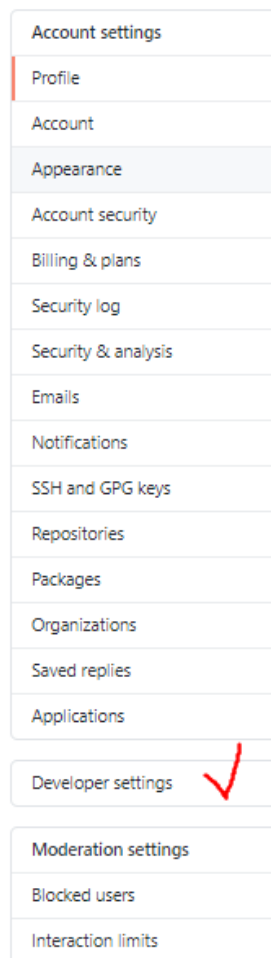 Account settings
Profile
Account
Appearance
Account security
Billing & plans
Security log
Security & analysis
Emails
Notifications
SSH and GPG keys
Repositories
Packages
Organizations
Saved replies
Applications
Developer settings
Moderation settings
Blocked users
Interaction limits